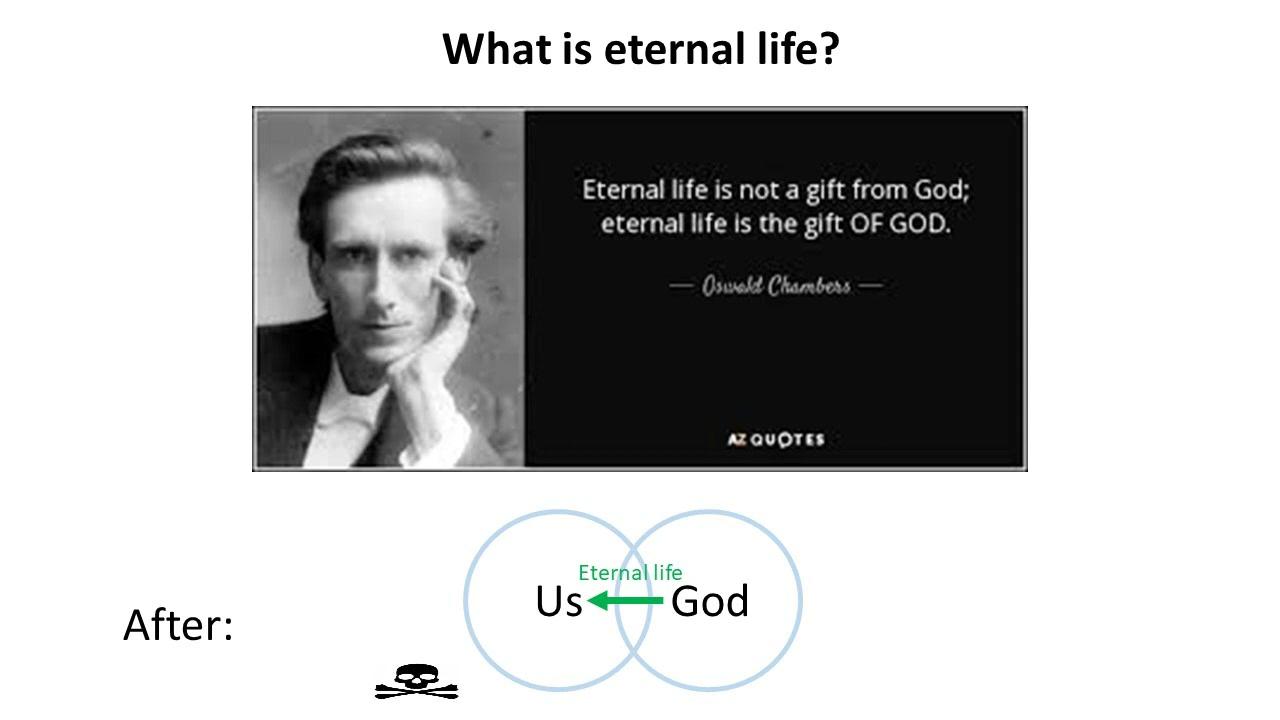 What is eternal life?
Eternal life is not a gift from God;
eternal life is the gift OF GOD.
— Oswald Chambers —
AZ QUOTES
Eternal life
Us God
After: